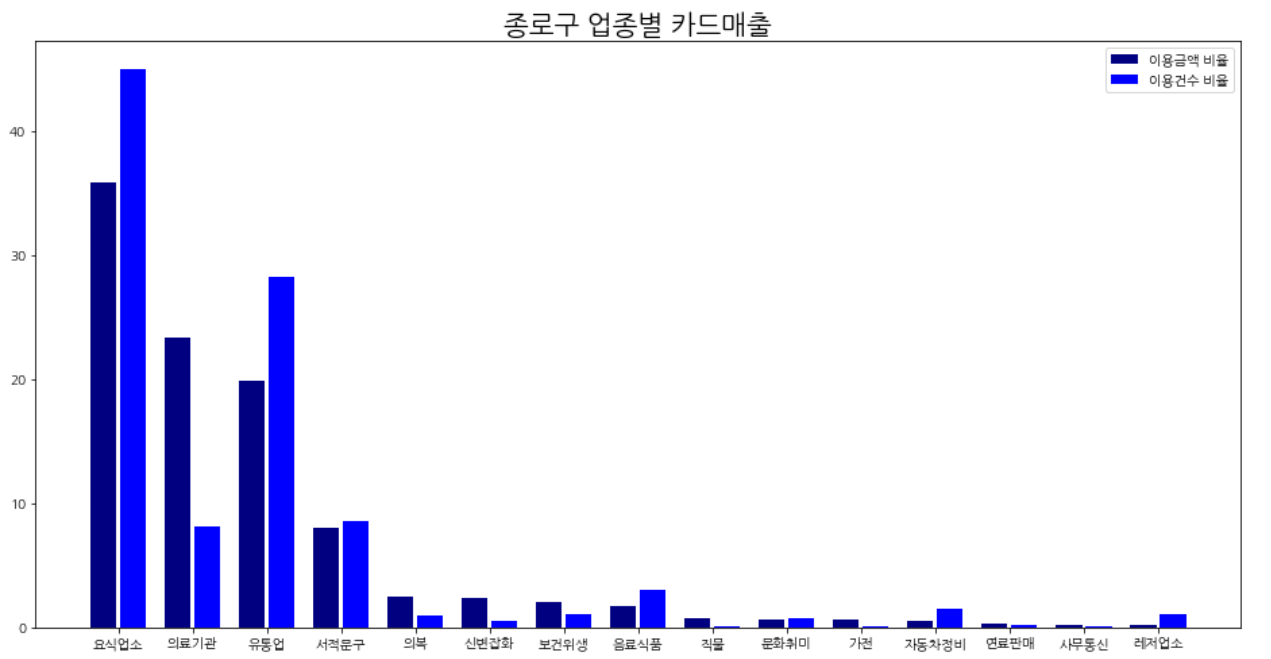 종로구 업종별 카드매출
이용금액 비율
이용건수 비율
40
30
20
10
0
요식업소 의료기관 유통업 서적문구 의복 신변잡화 보건위생 음료식품 직물 문화취미 가전 자동차정비 연료판매 사무통신 레저업소